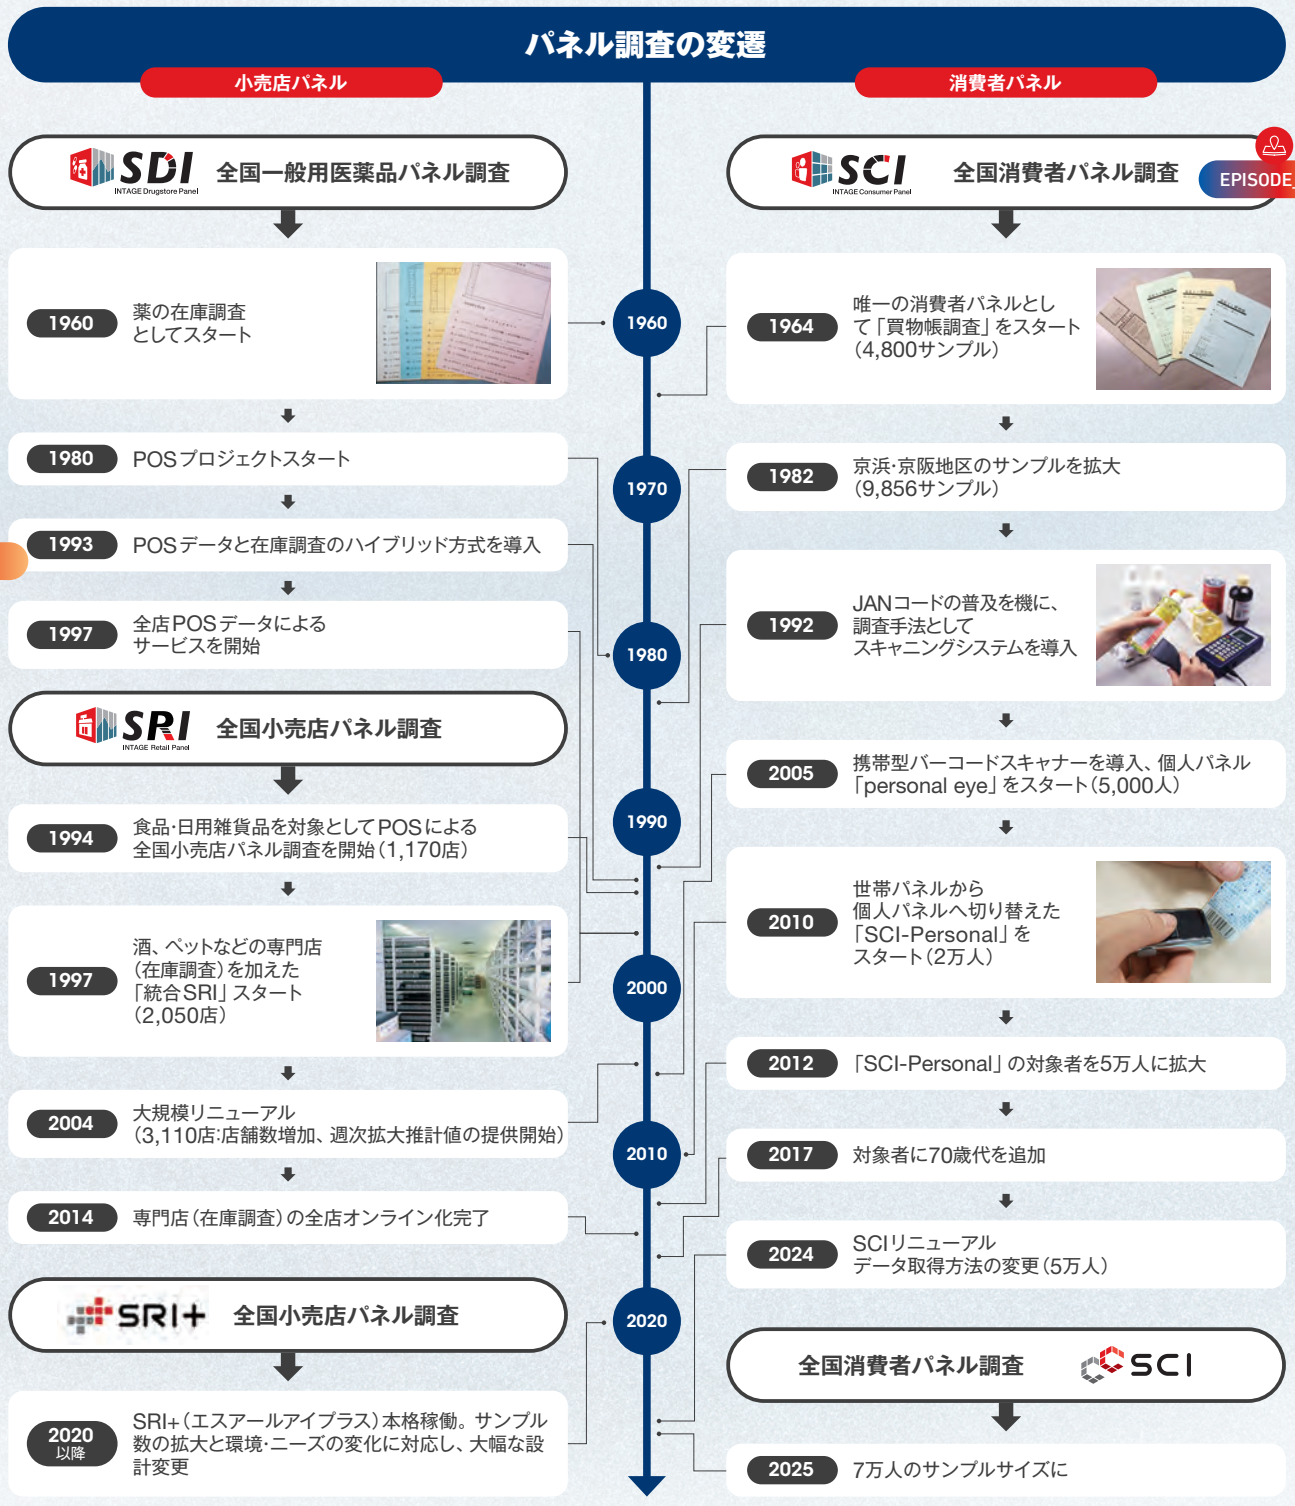 パネル調査の変遷
小売店パネル
SDI
INTAGE Drugstore Panel
全国一般用医薬品パネル調査
1960
薬の在庫調査
としてスタート
1980
POSプロジェクトスタート
1993
POSデータと在庫調査のハイブリッド方式を導入
1997
全店POSデータによる
サービスを開始
SRI
INTAGE Retail Panel
全国小売店パネル調査
1994
食品・日用雑貨品を対象としてPOSによる
全国小売店パネル調査を開始（1,170店）
1997
酒、ペットなどの専門店
（在庫調査）を加えた
「統合SRI」スタート
（2,050店）
2004
大規模リニューアル
（3,110店：店舗数増加、週次拡大推計値の提供開始）
2014
専門店（在庫調査）の全店オンライン化完了
SRI+
全国小売店パネル調査
2020
以降
SRI+（エスアールアイプラス）本格稼働。サンプル
数の拡大と環境・ニーズの変化に対応し、大幅な設
計変更
1960
1970
1980
1990
2000
2010
2020
消費者パネル
SCI
INTAGE Consumer Panel
全国消費者パネル調査
EPISODE_
1964
唯一の消費者パネルとし
て「買物帳調査」をスタート
（4,800サンプル）
1982
京浜・京阪地区のサンプルを拡大
（9,856サンプル）
1992
JANコードの普及を機に、
調査手法として
スキャニングシステムを導入
2005
携帯型バーコードスキャナーを導入、個人パネル
「personal eye」をスタート（5,000人）
2010
世帯パネルから
個人パネルへ切り替えた
「SCI-Personal」を
スタート（2万人）
2012
「SCI-Personal」の対象者を5万人に拡大
2017
対象者に70歳代を追加
2024
SCIリニューアル
データ取得方法の変更（5万人）
全国消費者パネル調査
SCI
2025
7万人のサンプルサイズに